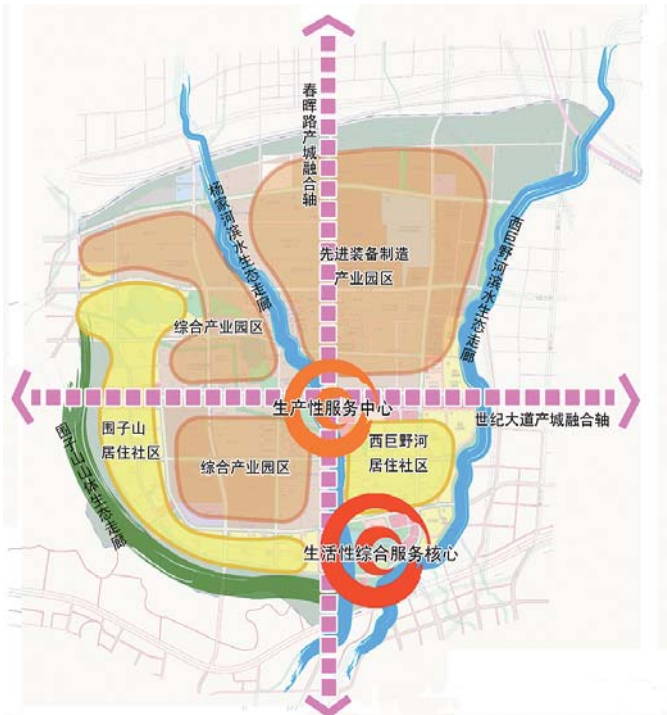 春晖路产城融合轴
杨家河滨水生态走廊
先进装备制造
产业园区
西巨野河滨水生态走廊
综合产业园区
生产性服务中心
世纪大道产城融合轴
围子山
居住社区
西巨野河
居住社区
综合产业园区
围子山山体生态走廊
生活性综合服务核心